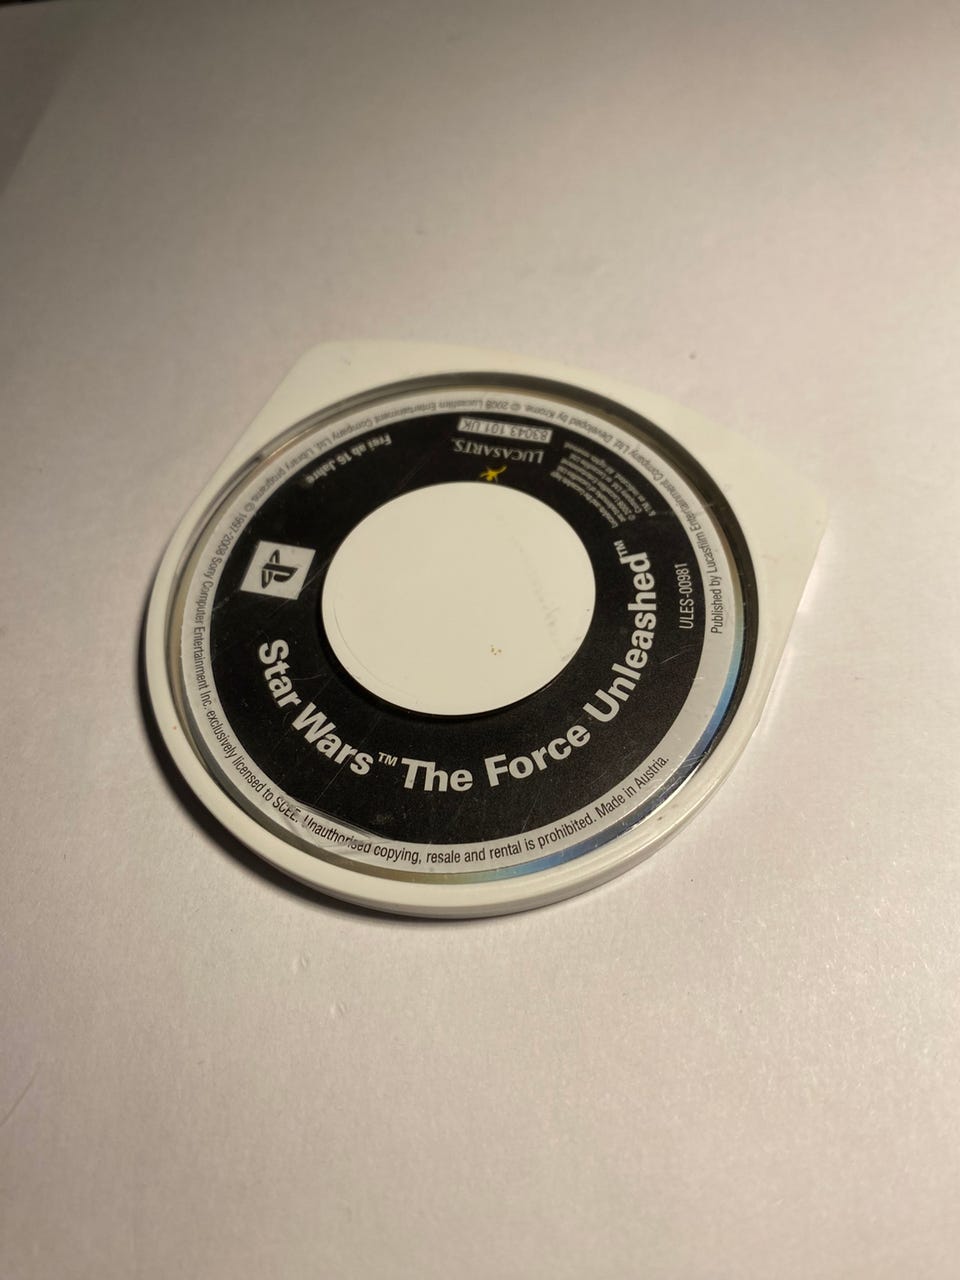 Star Wars™ The Force Unleashed™
ULES-00981
LUCASARTS.
83043 101 UK
Frei ab 16 Jahre
Published by Lucasfilm Entertainment Company Ltd. Developed by Krome. © 2008 Lucasfilm Entertainment Company Ltd. Library programs © 1997-2008 Sony Computer Entertainment Inc. exclusively licensed to SCEE. Unauthorised copying, resale and rental is prohibited. Made in Austria.